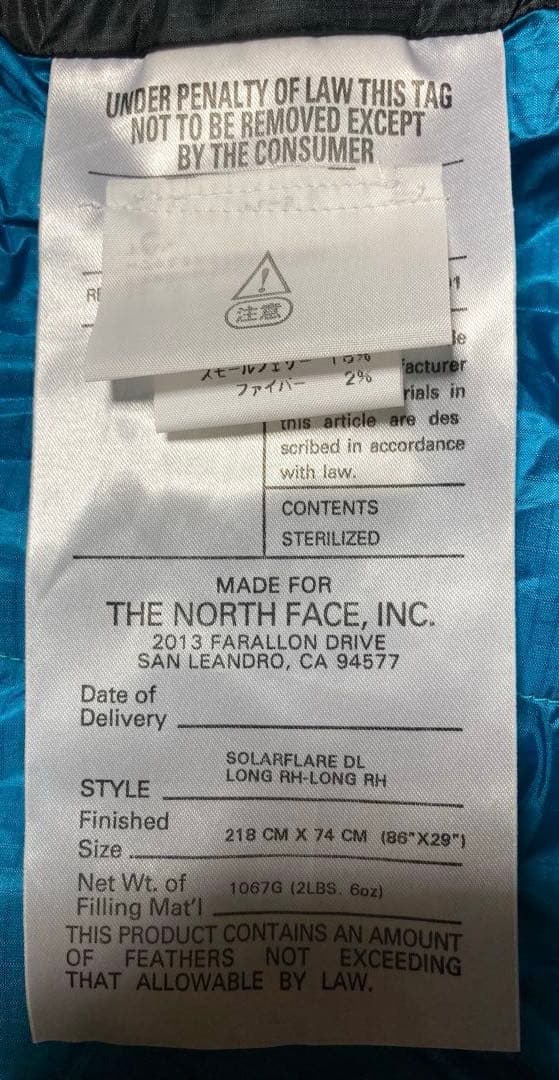 UNDER PENALTY OF LAW THIS TAG
NOT TO BE REMOVED EXCEPT
BY THE CONSUMER
注意
スモールフェザー
ファイバー 2%
facturer
rials in
this article are des
scribed in accordance
with law.
CONTENTS
STERILIZED
MADE FOR
THE NORTH FACE, INC.
2013 FARALLON DRIVE
SAN LEANDRO, CA 94577
Date of
Delivery
SOLARFLARE DL
LONG RH-LONG RH
STYLE
Finished
Size 218 CM X 74 CM (86"X29")
Net Wt. of
Filling Mat'l 1067G (2LBS. 6oz)
THIS PRODUCT CONTAINS AN AMOUNT
OF FEATHERS NOT EXCEEDING
THAT ALLOWABLE BY LAW.